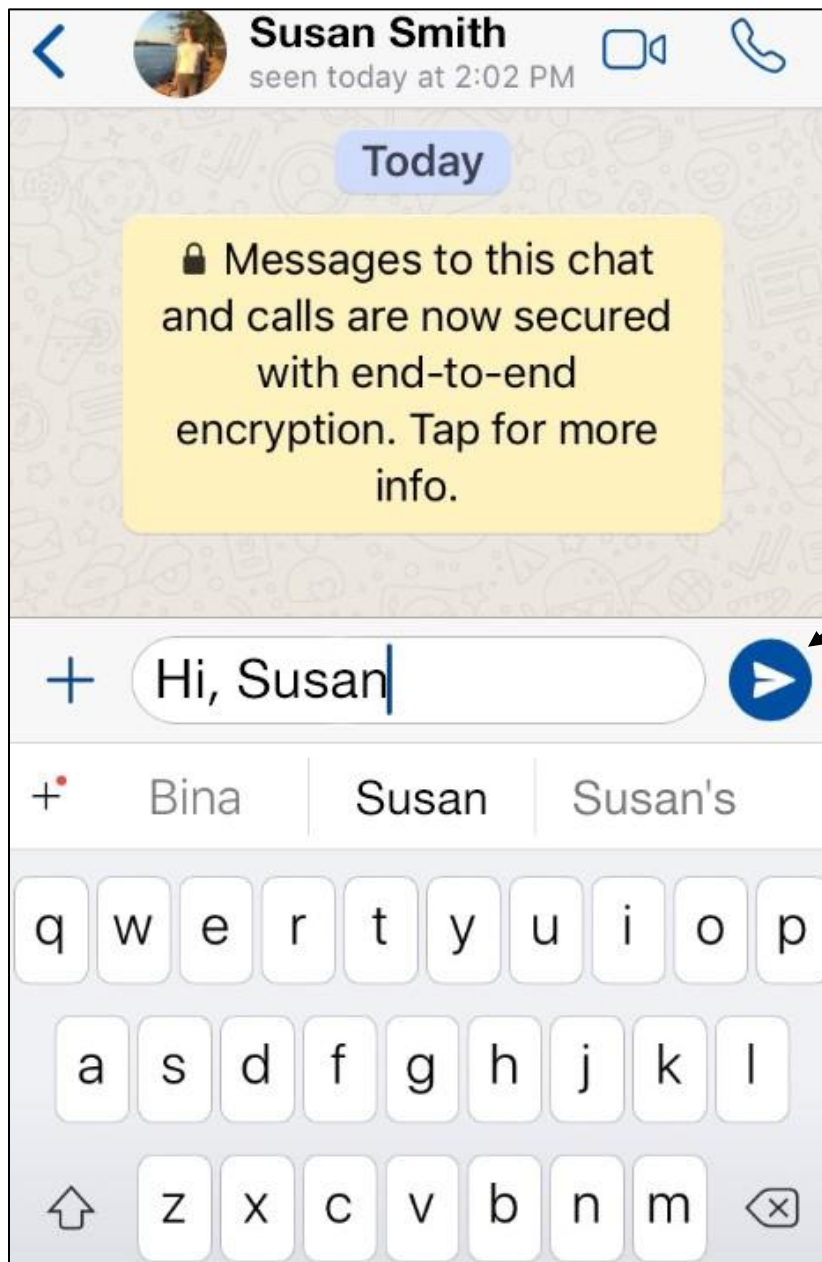 Susan Smith
seen today at 2:02 PM
Today
Messages to this chat
and calls are now secured
with end-to-end
encryption. Tap for more
info.
Hi, Susan
Bina Susan Susan's
q w e r t y u i o p
a s d f g h j k l
z x c v b n m